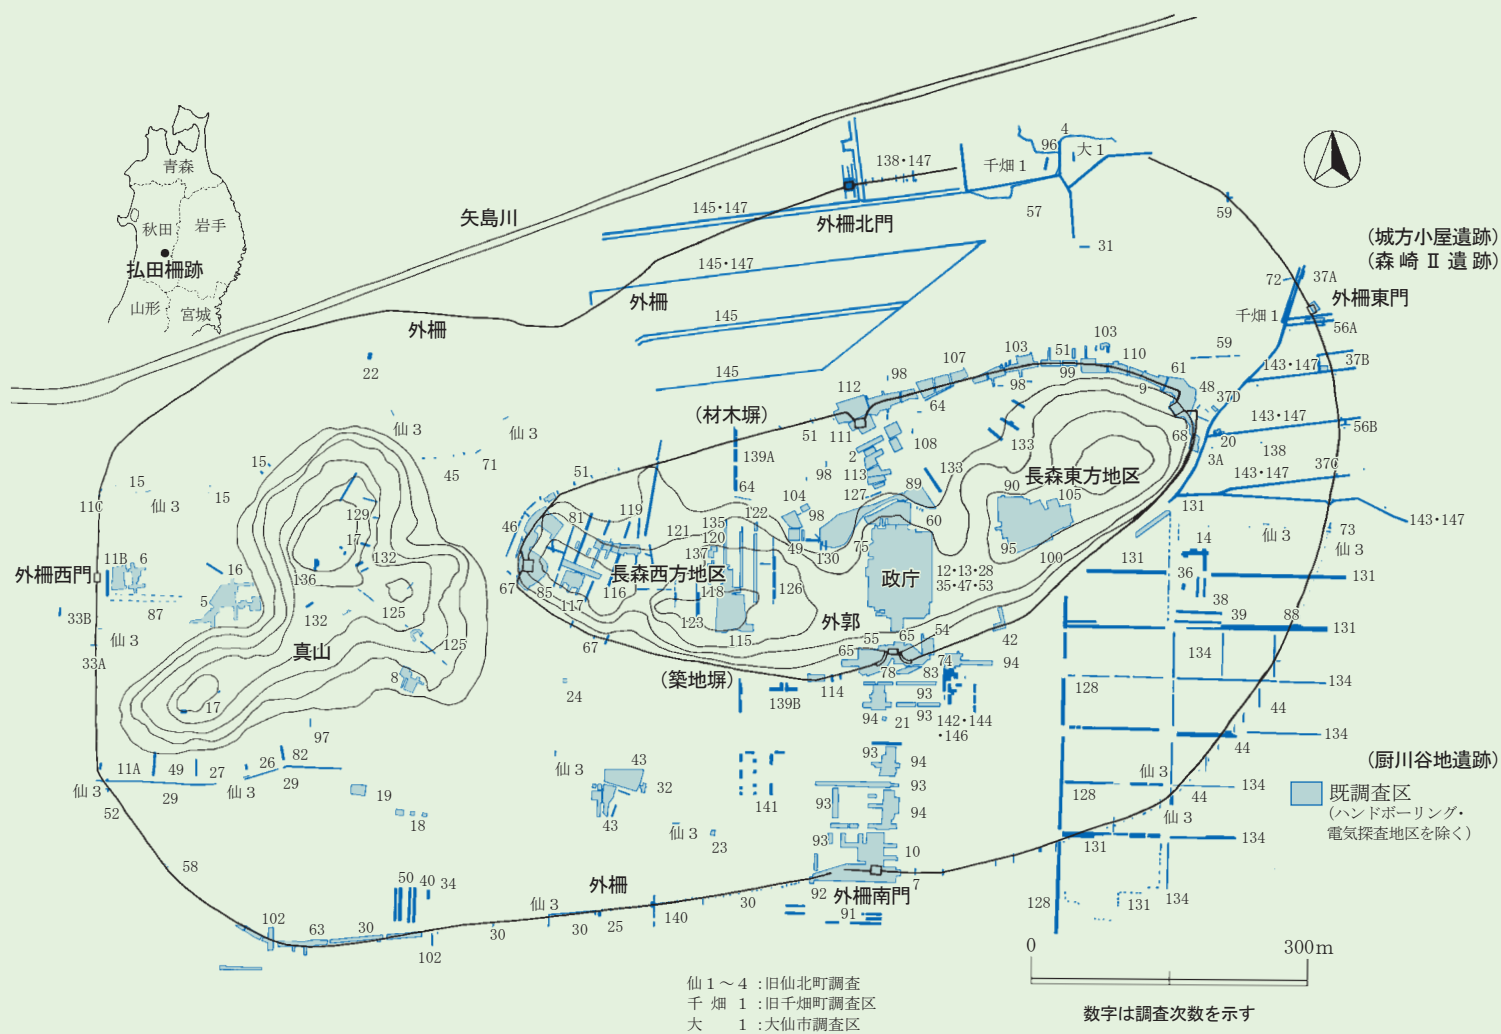 青森
秋田
岩手
払田柵跡
山形
宮城
矢島川
138・147
千畑 1
96
4
大 1
145・147
外柵北門
57
31
59
(城方小屋遺跡)
(森崎Ⅱ遺跡)
72
37A
外柵東門
千畑 1
56A
145・147
外柵
145
外柵
22
145
107
103
51
103
110
59
37B
143・147
98
112
98
99
9
61
48
37D
64
(材木塀)
51
111
108
133
68
143・147
56B
20
138
3A
仙 3
仙 3
71
45
15
15
仙 3
15
11C
51
139A
2
98
113
133
143・147
37C
64
127
89
90
長森東方地区
105
131
143・147
129
17
132
136
46
81
119
121
135
120
137
122
104
98
49
130
75
60
95
100
14
仙 3
73
仙 3
11B
6
外柵西門
16
5
87
33B
仙 3
33A
132
125
125
真山
8
17
67
85
長森西方地区
117
116
118
123
115
126
政庁
12・13・28
35・47・53
131
36
38
39
88
131
131
外郭
55
65
54
65
42
67
74
94
78
83
134
134
(築地塀)
24
114
139B
93
94
21
93
142・144
・146
128
44
97
11A
49
27
26
82
29
29
仙 3
仙 3
52
19
18
仙 3
43
32
43
仙 3
23
141
93
94
93
93
94
93
10
44
134
(厨川谷地遺跡)
仙 3
128
44
134
仙 3
131
134
既調査区
(ハンドボーリング・
電気探査地区を除く)
58
50
40
34
外柵
仙 3
92
外柵南門
7
91
128
131
134
102
63
30
102
30
30
25
140
30
0
300m
数字は調査次数を示す
仙 1～4 :旧仙北町調査
千 畑 1 :旧千畑町調査区
大 1 :大仙市調査区